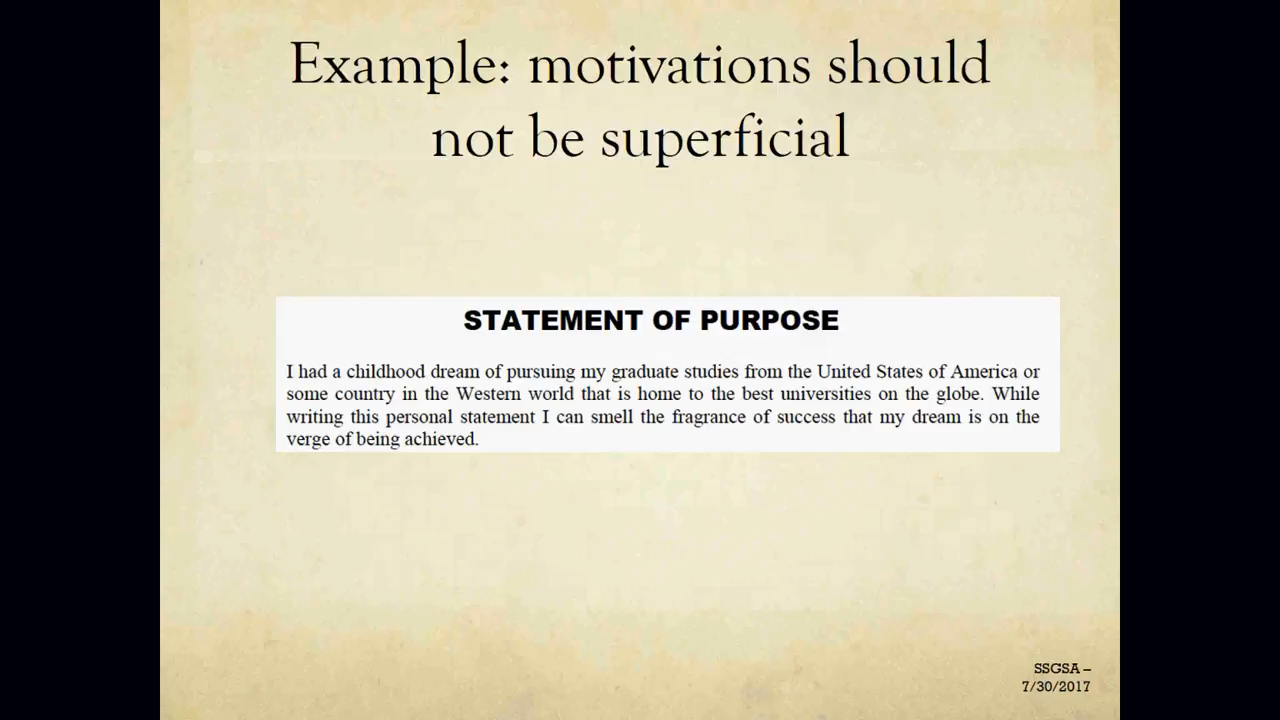 Example: motivations should
not be superficial
STATEMENT OF PURPOSE
I had a childhood dream of pursuing my graduate studies from the United States of America or
some country in the Western world that is home to the best universities on the globe. While
writing this personal statement I can smell the fragrance of success that my dream is on the
verge of being achieved.
SSGSA –
7/30/2017